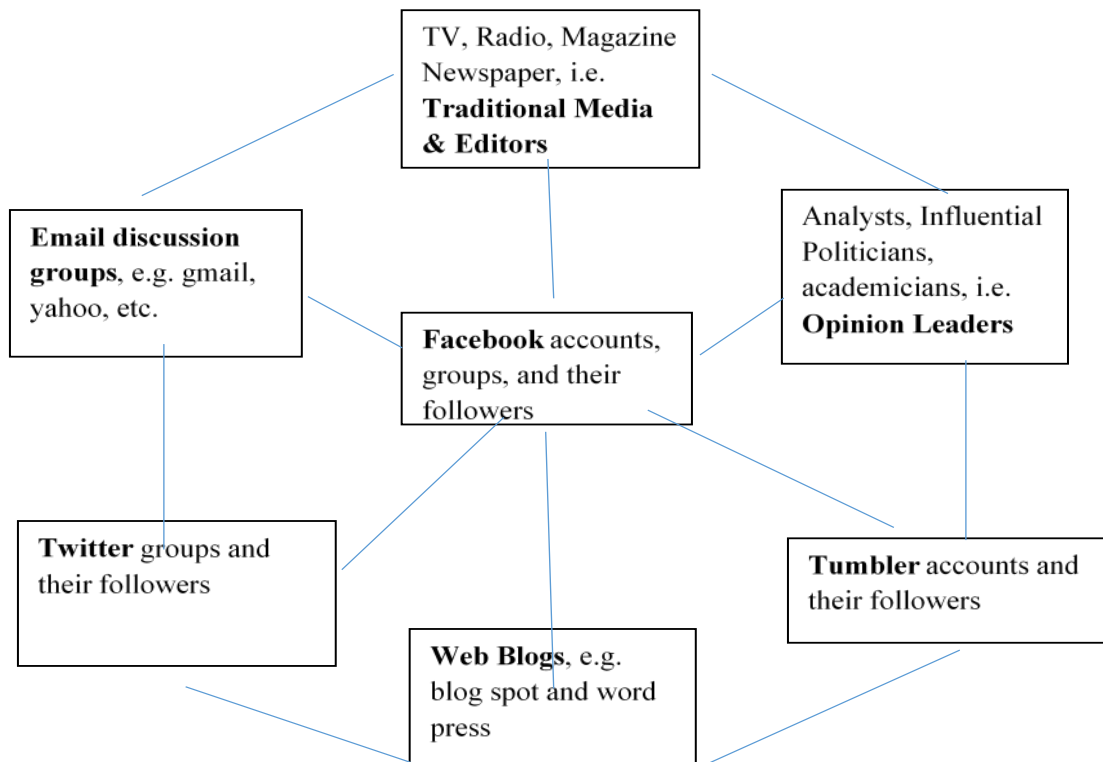 TV, Radio, Magazine
Newspaper, i.e.
Traditional Media
& Editors
Email discussion
groups, e.g. gmail,
yahoo, etc.
Analysts, Influential
Politicians,
academicians, i.e.
Opinion Leaders
Facebook accounts,
groups, and their
followers
Twitter groups and
their followers
Tumbler accounts and
their followers
Web Blogs, e.g.
blog spot and word
press